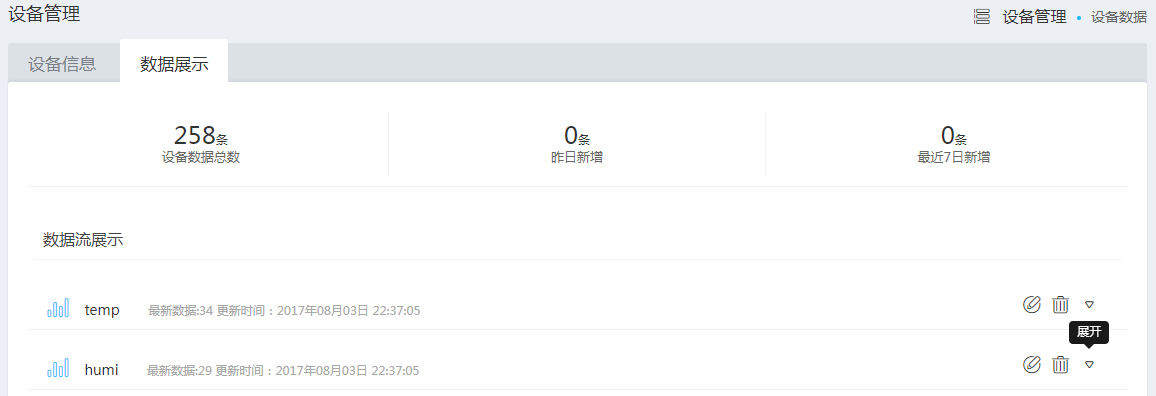 设备管理
设备管理 • 设备数据
设备信息 数据展示
258条 0条 0条
设备数据总数 昨日新增 最近7日新增
数据流展示
temp 最新数据:34 更新时间：2017年08月03日 22:37:05
展开
humi 最新数据:29 更新时间：2017年08月03日 22:37:05